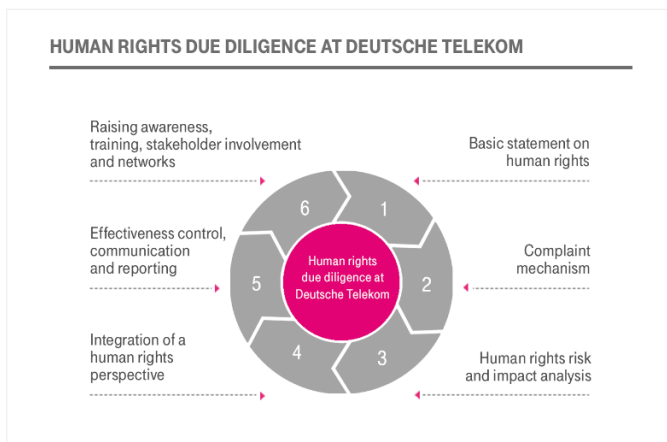 HUMAN RIGHTS DUE DILIGENCE AT DEUTSCHE TELEKOM
Raising awareness,
training, stakeholder involvement
and networks
Basic statement on
human rights
6
1
Effectiveness control,
communication
and reporting
Human rights
due diligence at
Deutsche Telekom
Complaint
mechanism
5
2
Integration of a
human rights
perspective
4
3
Human rights risk
and impact analysis